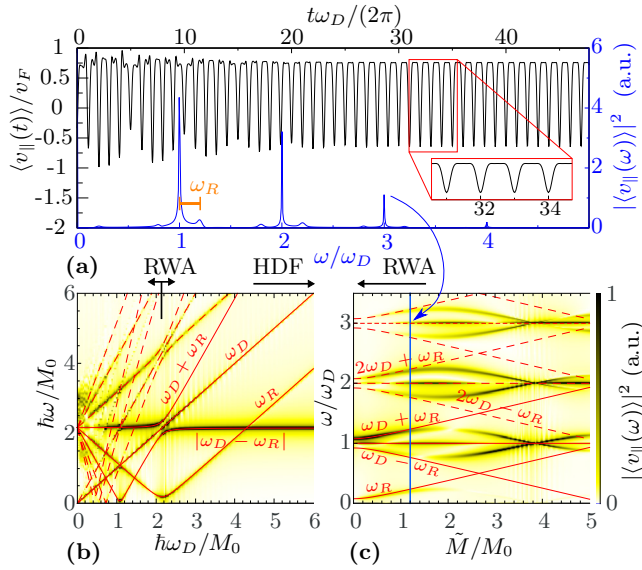 tω_D/(2π)
0 10 20 30 40
⟨v_∥(t)⟩/v_F
1
0.5
0
-0.5
-1
-1.5
-2
6
5
4
3
2
1
0
|⟨v_∥(ω)⟩|² (a.u.)
ω_R
32 34
0 1 2 3 4
ω/ω_D
(a)
RWA HDF
ħω/M_0
6
4
2
0
ω_D + ω_R
ω_D
ω_R
|ω_D − ω_R|
0 1 2 3 4 5 6
ħω_D/M_0
(b)
RWA
ω/ω_D
3
2
1
0
2ω_D + ω_R
2ω_D − ω_R
ω_D + ω_R
ω_D − ω_R
ω_R
0 1 2 3 4 5
M̃/M_0
(c)
1
0
|⟨v_∥(ω)⟩|² (a.u.)